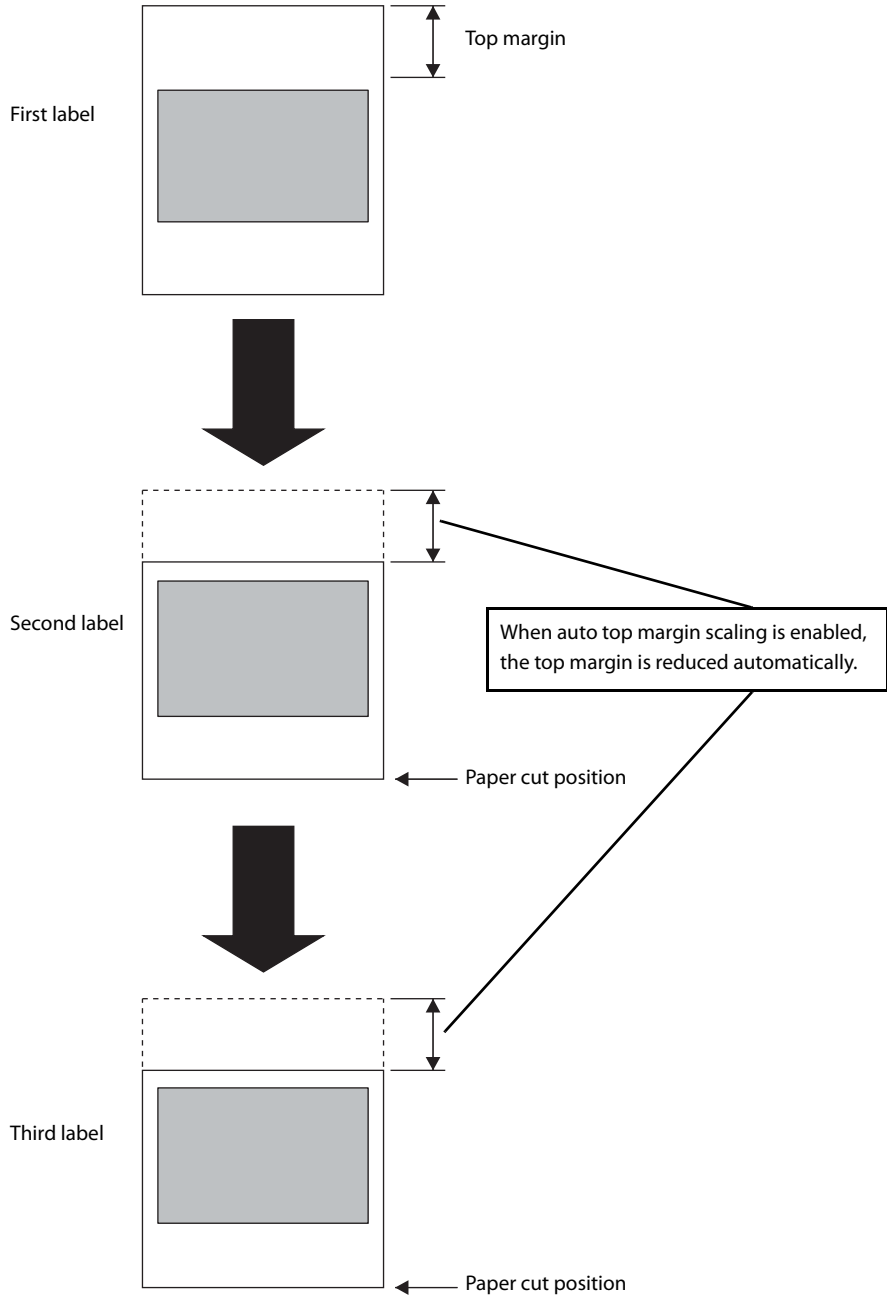 Top margin
First label
Second label
When auto top margin scaling is enabled,
the top margin is reduced automatically.
Paper cut position
Third label
Paper cut position